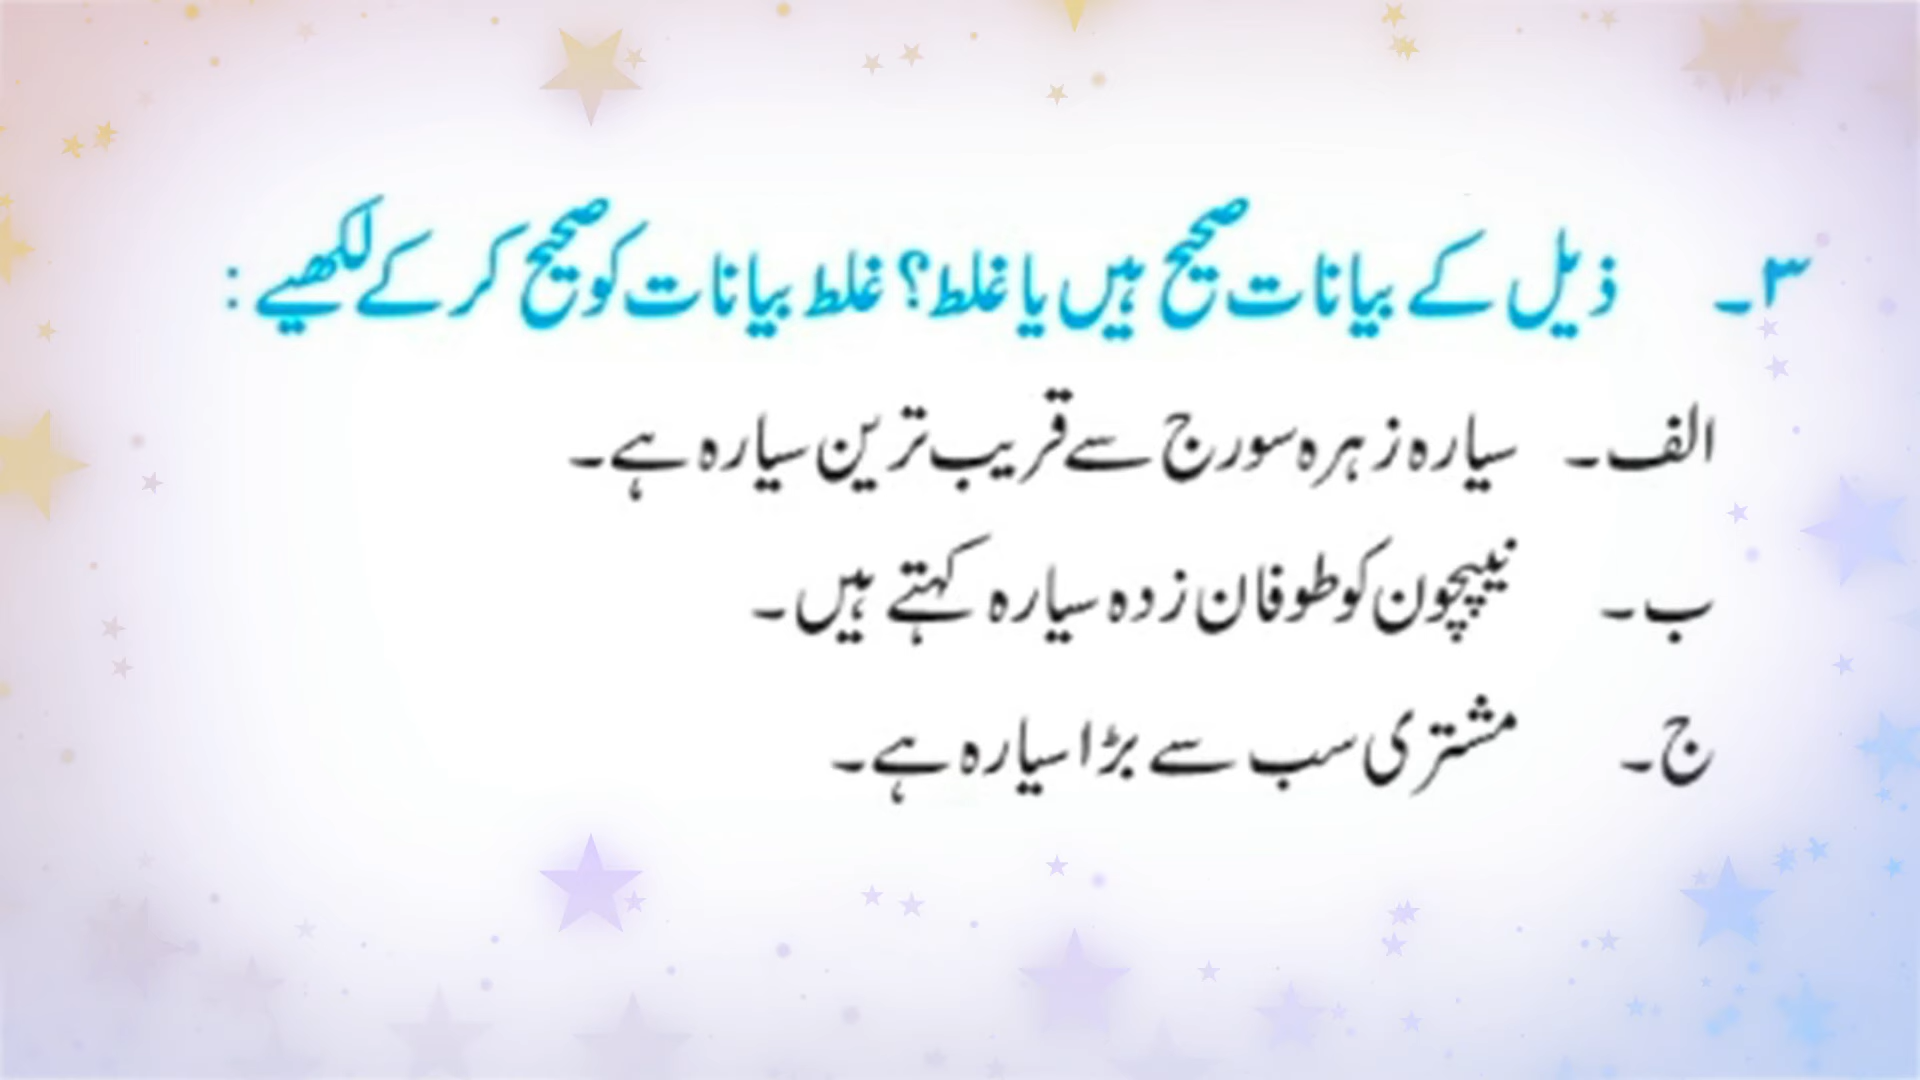 ۳۔ ذیل کے بیانات صحیح ہیں یا غلط؟ غلط بیانات کو صحیح کر کے لکھیے :
الف۔ سیارہ زہرہ سورج سے قریب ترین سیارہ ہے۔
ب۔ نیپچون کو طوفان زدہ سیارہ کہتے ہیں۔
ج۔ مشتری سب سے بڑا سیارہ ہے۔